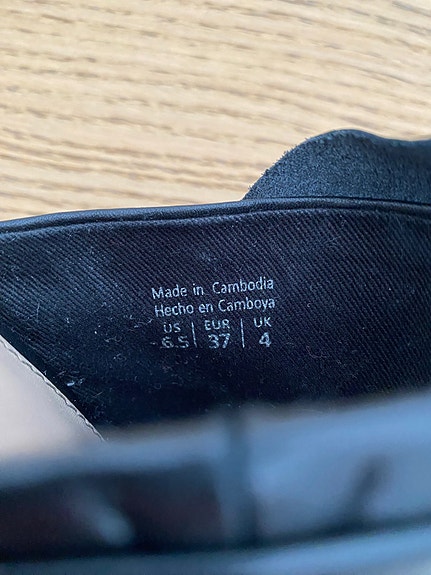 Made in Cambodia
Hecho en Camboya
US | EUR | UK
6.5 | 37 | 4